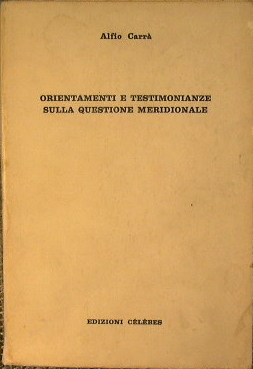 Alfio Carrà
ORIENTAMENTI E TESTIMONIANZE
SULLA QUESTIONE MERIDIONALE
EDIZIONI CÉLÈBES